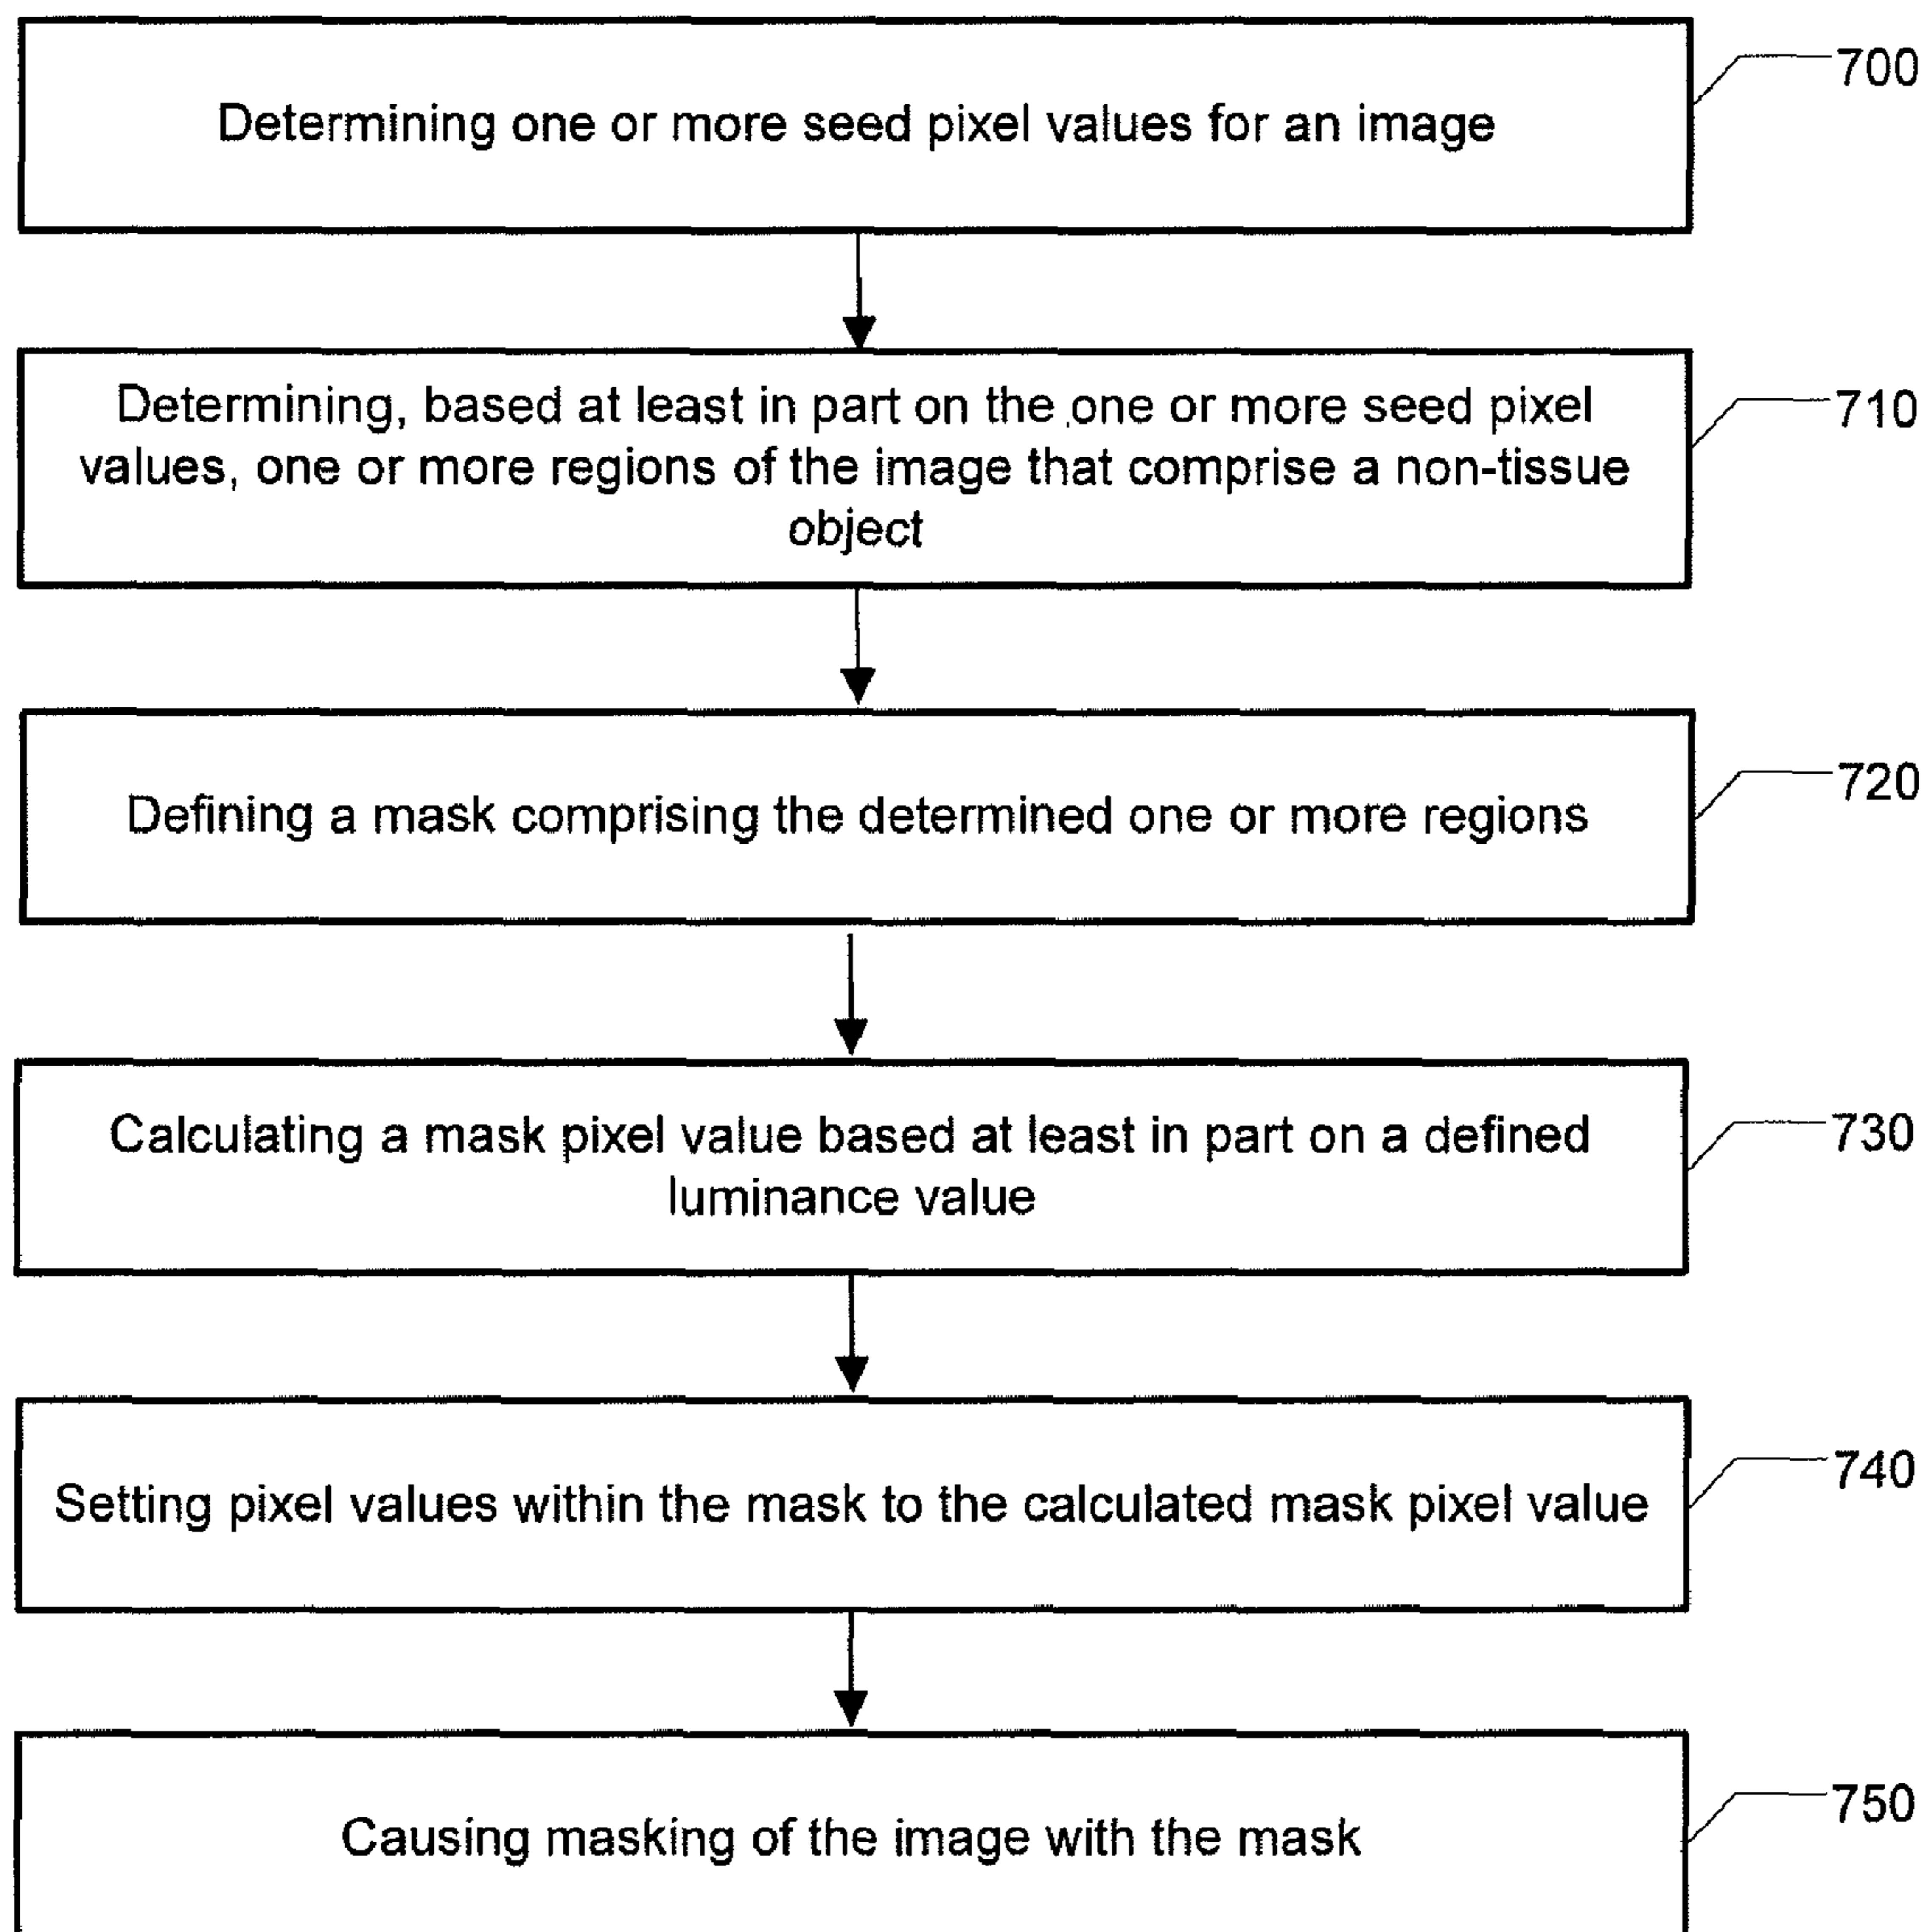 700
Determining one or more seed pixel values for an image
710
Determining, based at least in part on the one or more seed pixel
values, one or more regions of the image that comprise a non-tissue
object
720
Defining a mask comprising the determined one or more regions
730
Calculating a mask pixel value based at least in part on a defined
luminance value
740
Setting pixel values within the mask to the calculated mask pixel value
750
Causing masking of the image with the mask